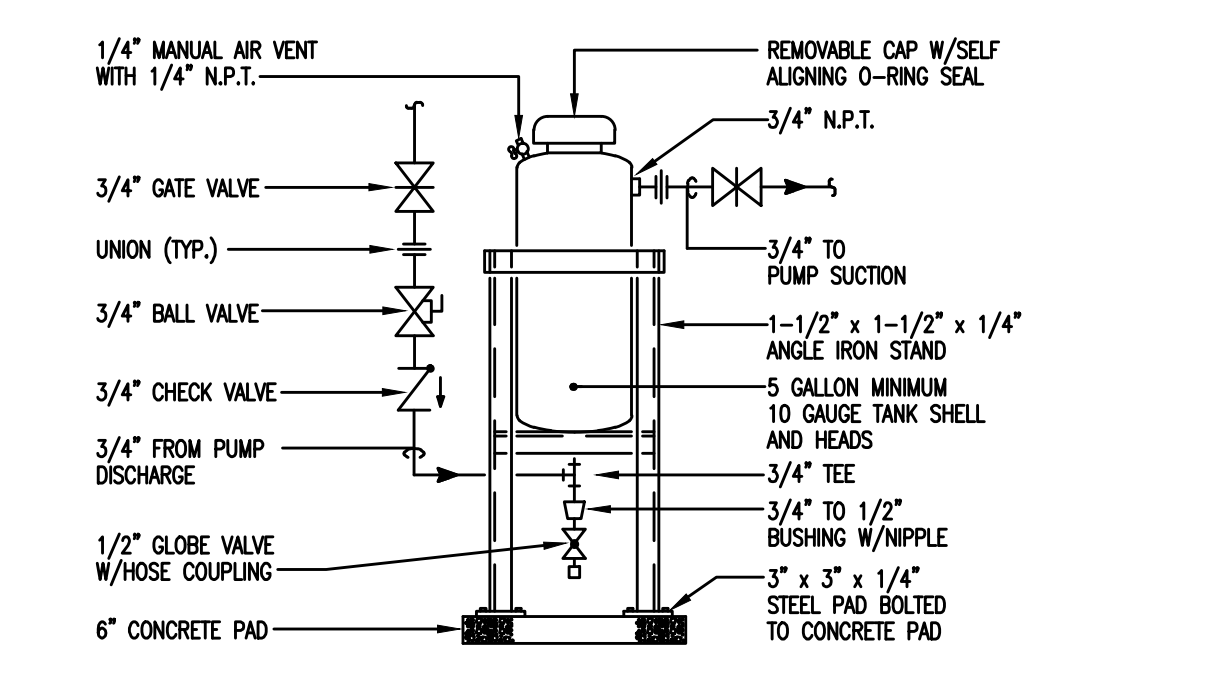 1/4" MANUAL AIR VENT
WITH 1/4" N.P.T.
3/4" GATE VALVE
UNION (TYP.)
3/4" BALL VALVE
3/4" CHECK VALVE
3/4" FROM PUMP
DISCHARGE
1/2" GLOBE VALVE
W/HOSE COUPLING
6" CONCRETE PAD
REMOVABLE CAP W/SELF
ALIGNING O-RING SEAL
3/4" N.P.T.
3/4" TO
PUMP SUCTION
1-1/2" x 1-1/2" x 1/4"
ANGLE IRON STAND
5 GALLON MINIMUM
10 GAUGE TANK SHELL
AND HEADS
3/4" TEE
3/4" TO 1/2"
BUSHING W/NIPPLE
3" x 3" x 1/4"
STEEL PAD BOLTED
TO CONCRETE PAD